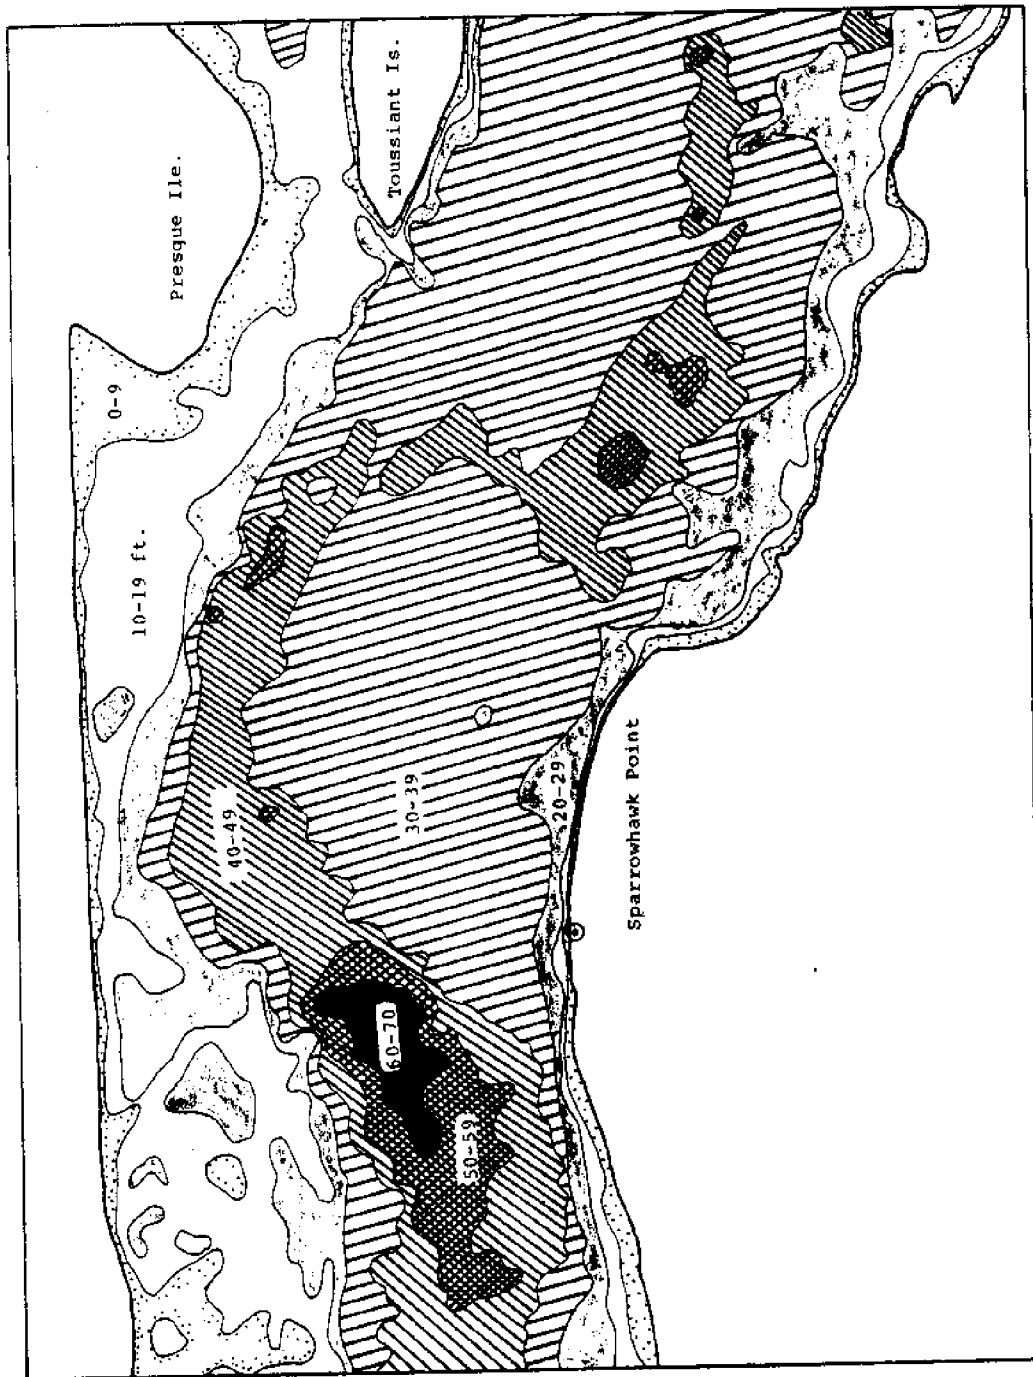 Presque Ile.
Toussiant Is.
0-9
10-19 ft.
40-49
30-39
20-29
Sparrowhawk Point
60-70
50-59